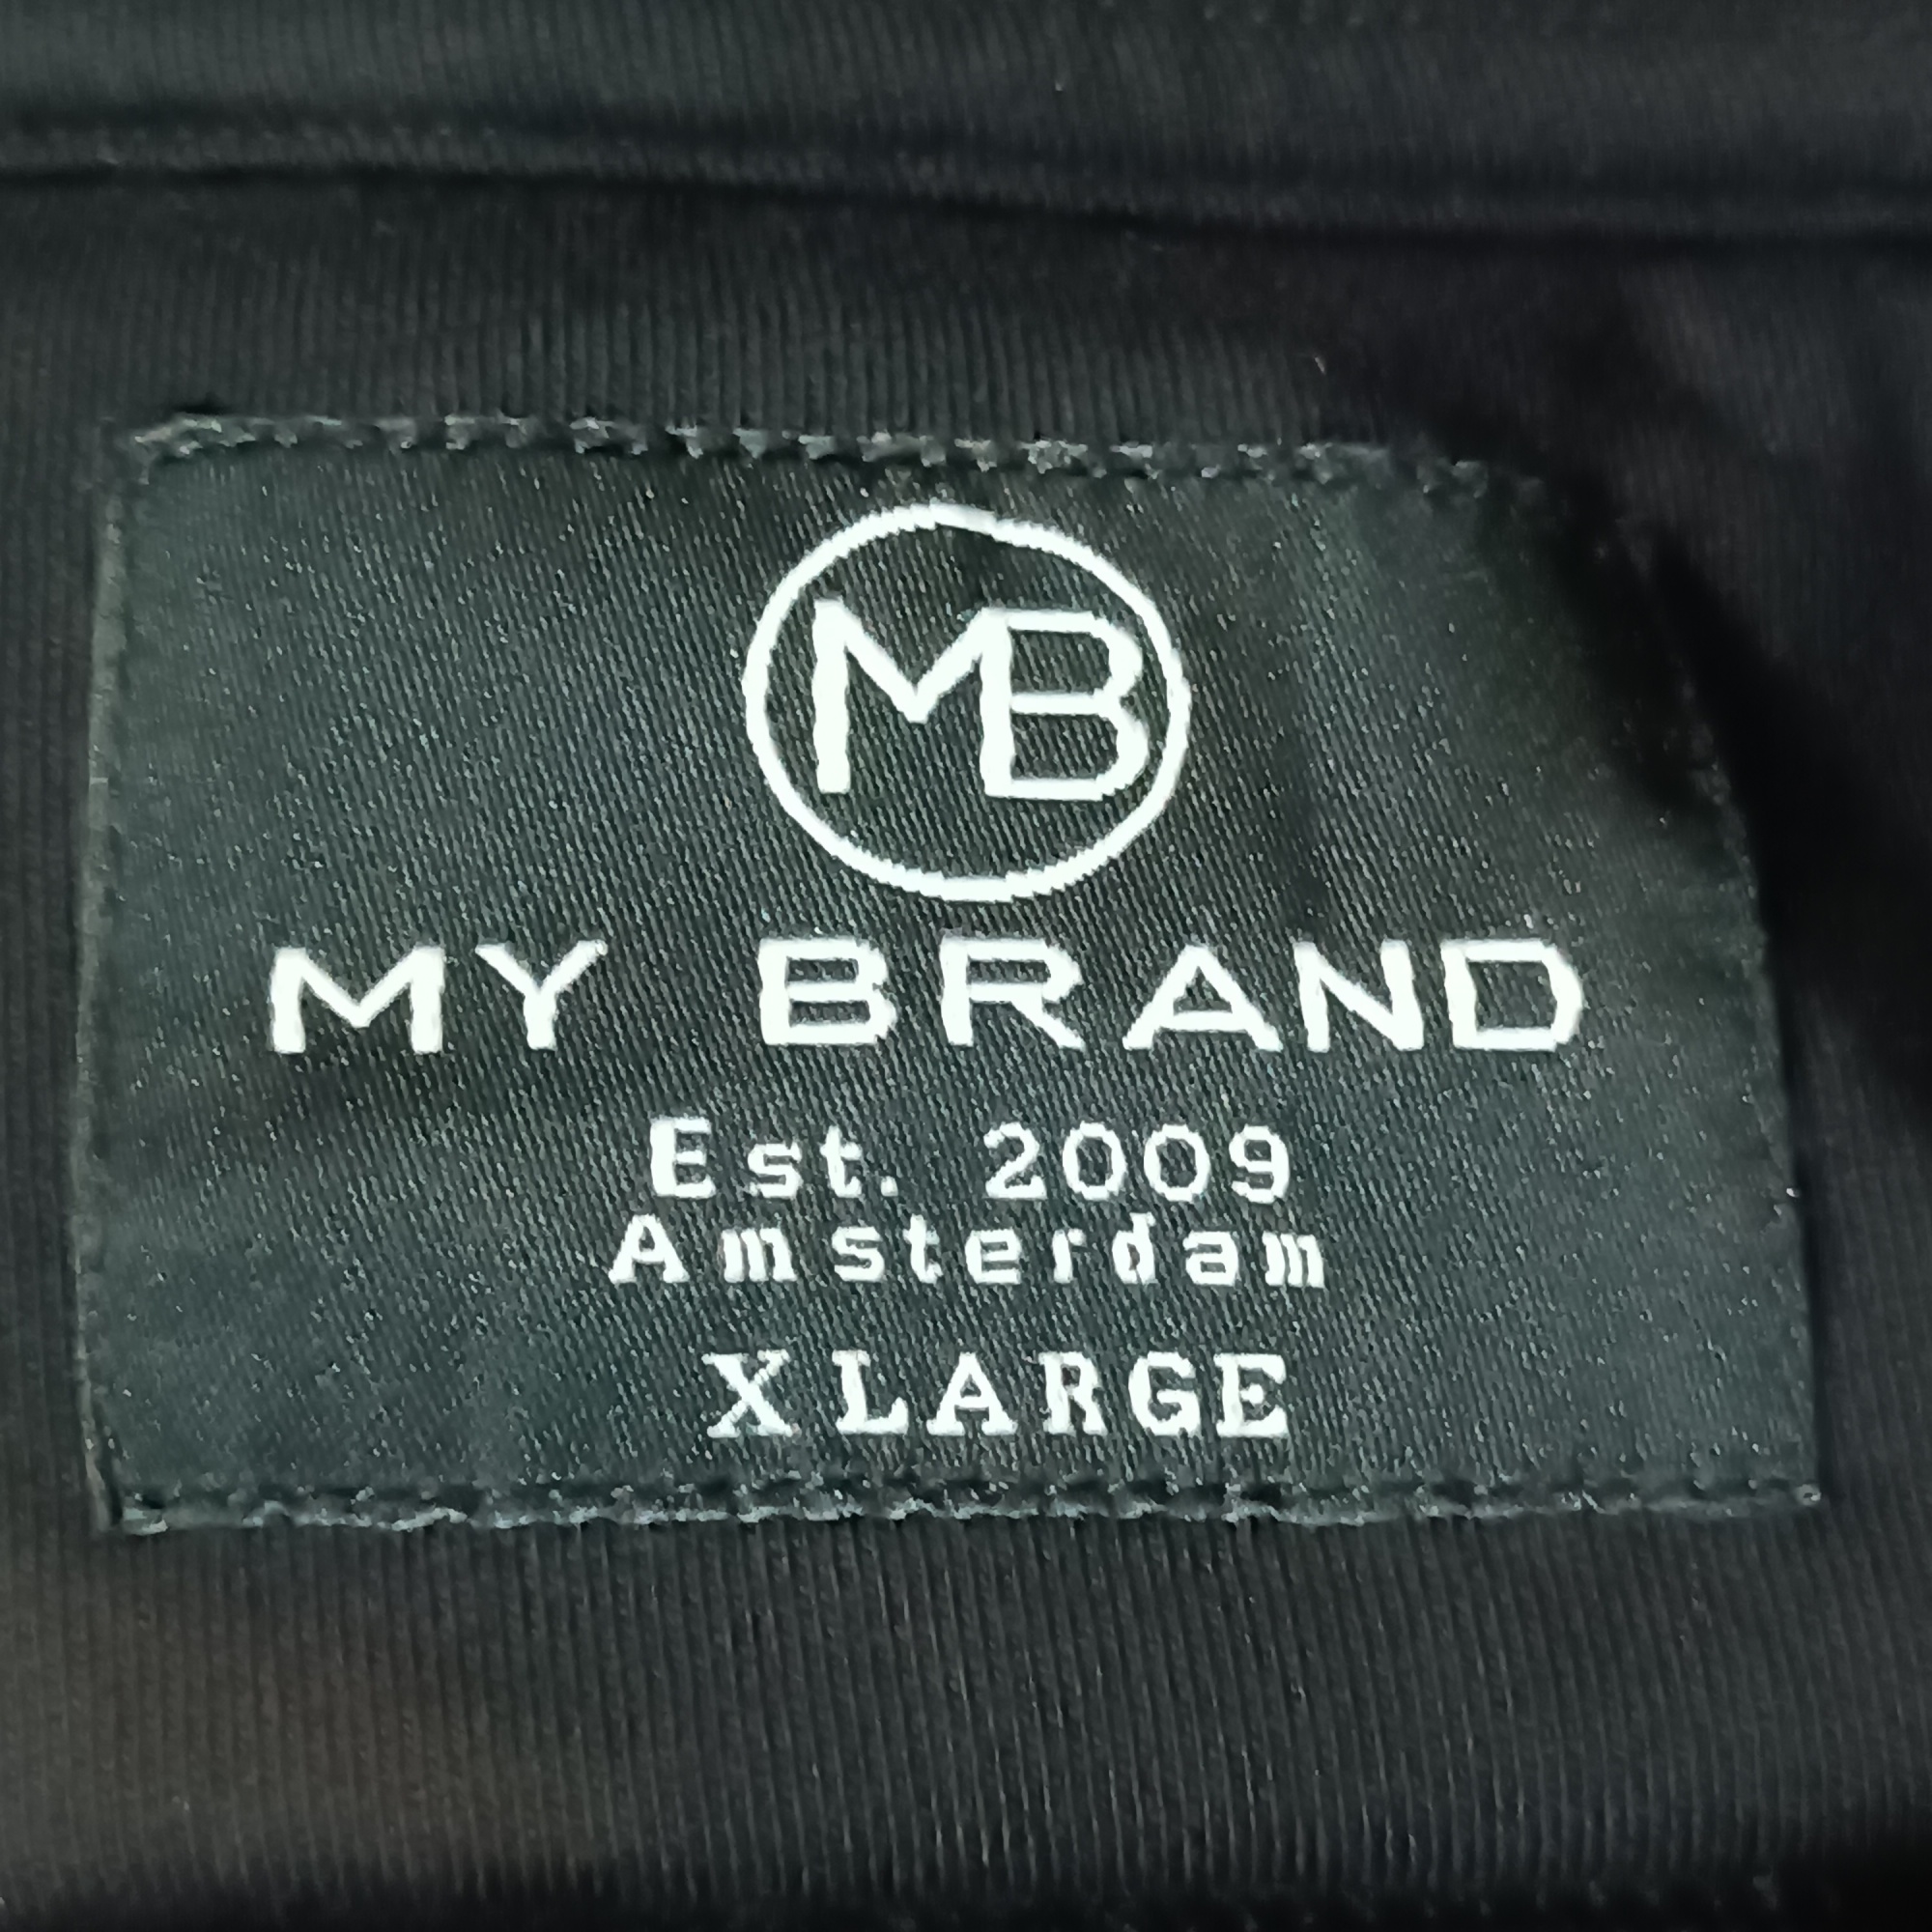 MB
MY BRAND
Est. 2009
Amsterdam
XLARGE